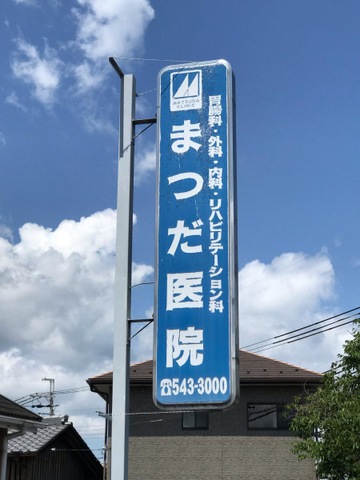 MATSUDA
CLINIC
胃腸科・外科・内科・リハビリテーション科
まつだ医院
☎543-3000